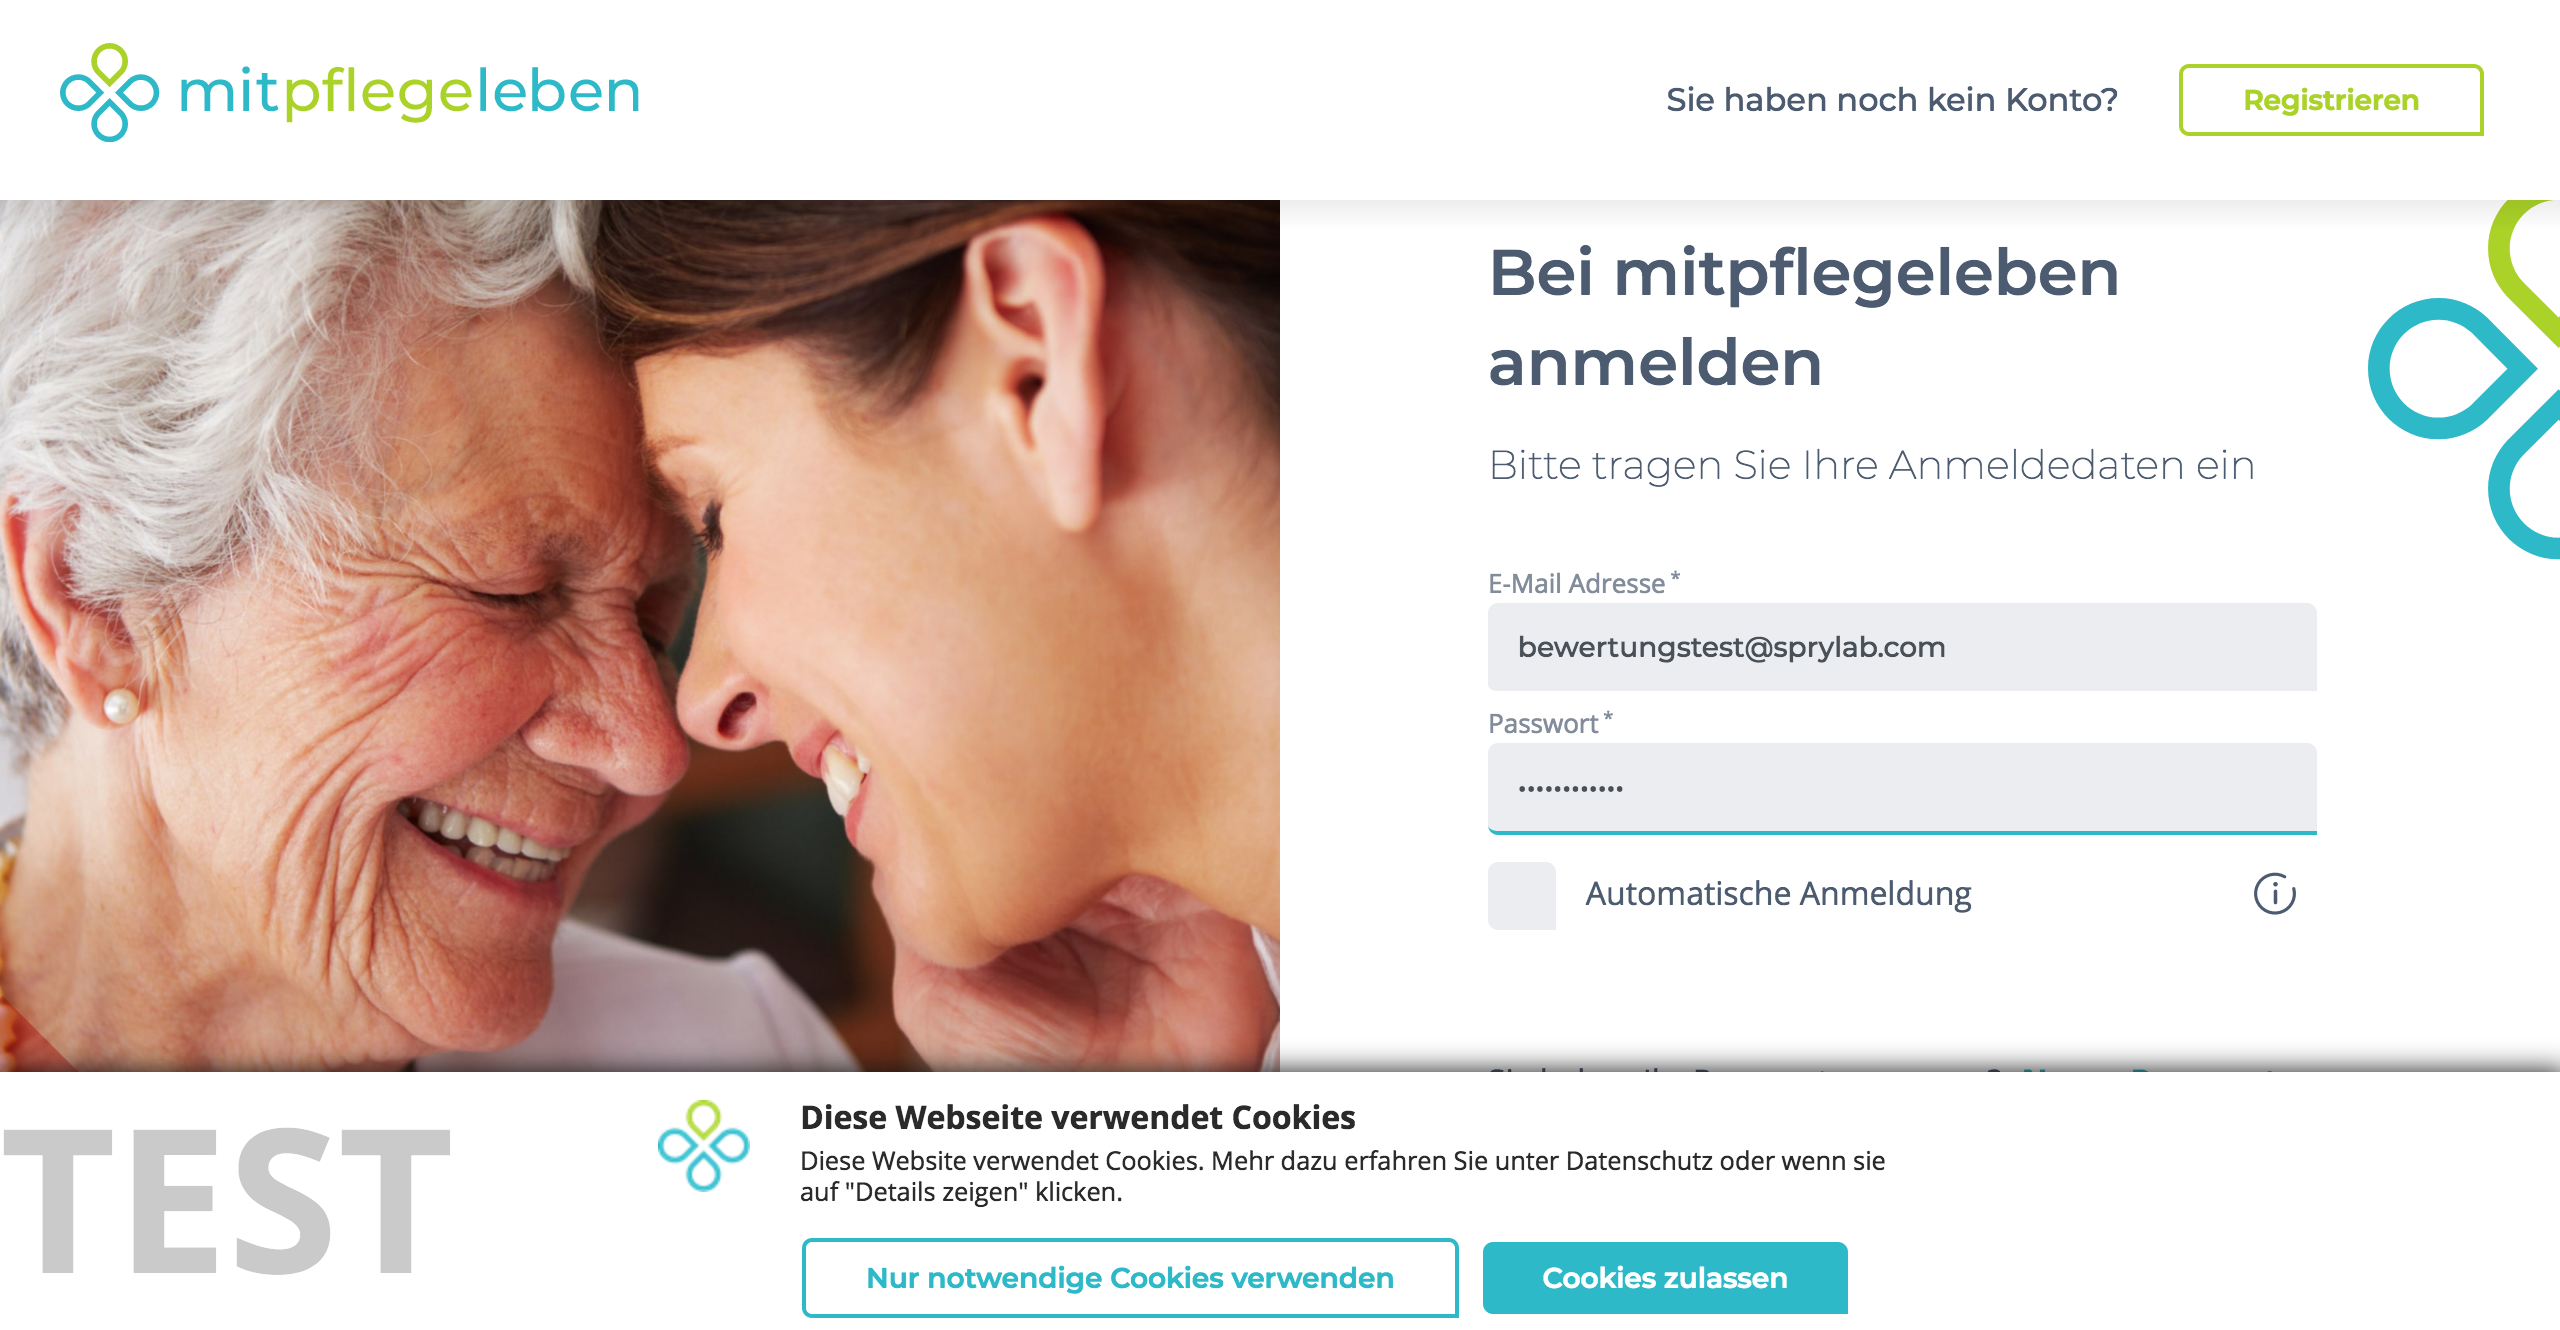 mitpflegeleben
Sie haben noch kein Konto?
Registrieren
Bei mitpflegeleben
anmelden
Bitte tragen Sie Ihre Anmeldedaten ein
E-Mail Adresse *
bewertungstest@sprylab.com
Passwort *
••••••••••••
Automatische Anmeldung
TEST
Diese Webseite verwendet Cookies
Diese Website verwendet Cookies. Mehr dazu erfahren Sie unter Datenschutz oder wenn sie
auf "Details zeigen" klicken.
Nur notwendige Cookies verwenden
Cookies zulassen